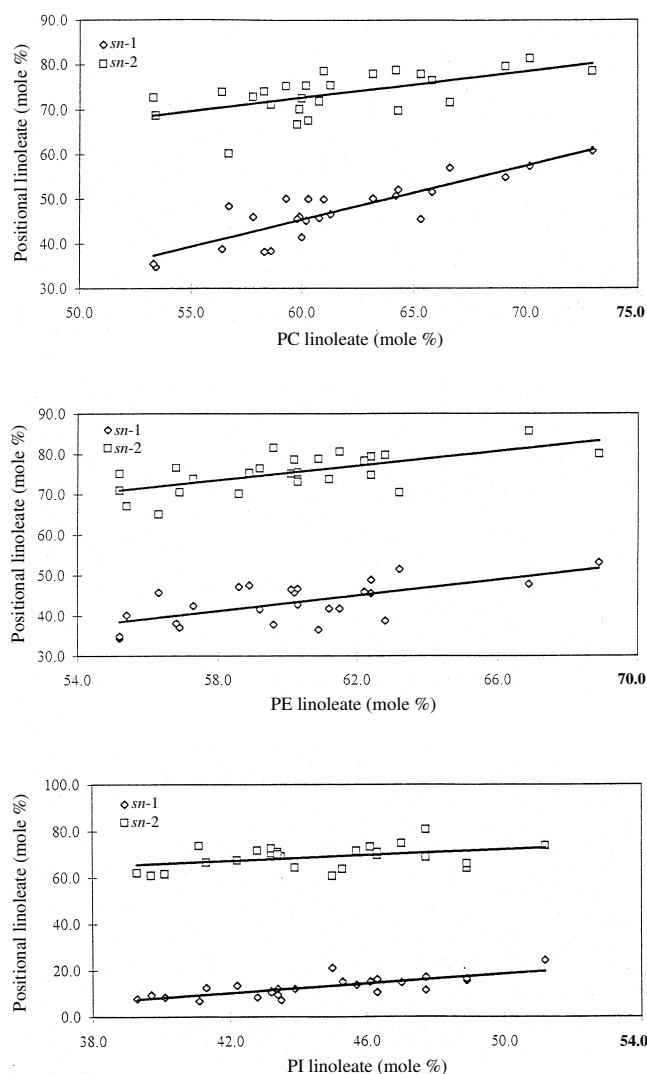 Positional linoleate (mole %)
90.0
80.0
70.0
60.0
50.0
40.0
30.0
sn-1
sn-2
50.0 55.0 60.0 65.0 70.0 75.0
PC linoleate (mole %)
Positional linoleate (mole %)
90.0
80.0
70.0
60.0
50.0
40.0
30.0
sn-1
sn-2
54.0 58.0 62.0 66.0 70.0
PE linoleate (mole %)
Positional linoleate (mole %)
100.0
80.0
60.0
40.0
20.0
0.0
sn-1
sn-2
38.0 42.0 46.0 50.0 54.0
PI linoleate (mole %)